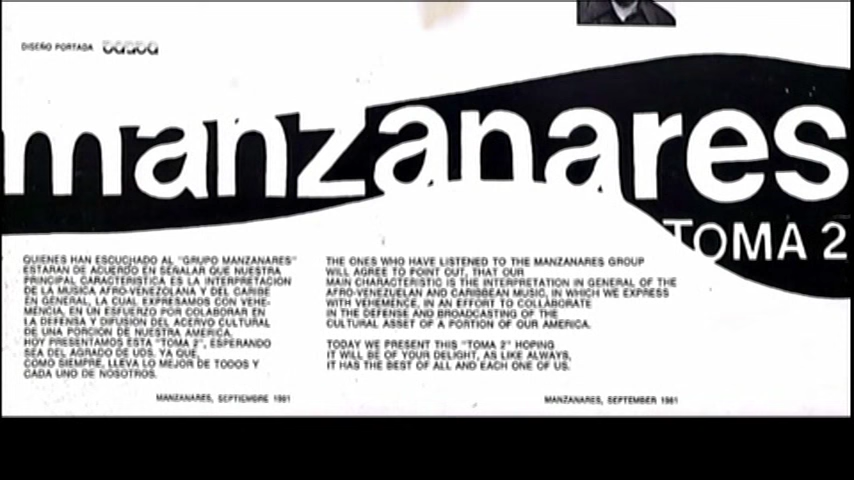 DISEÑO PORTADA
manzanares
TOMA 2
QUIENES HAN ESCUCHADO AL "GRUPO MANZANARES"
ESTARAN DE ACUERDO EN SEÑALAR QUE NUESTRA
PRINCIPAL CARACTERISTICA ES LA INTERPRETACIÓN
DE LA MUSICA AFRO-VENEZOLANA Y DEL CARIBE
EN GENERAL, LA CUAL EXPRESAMOS CON VEHE-
MENCIA, EN UN ESFUERZO POR COLABORAR EN
LA DEFENSA Y DIFUSION DEL ACERVO CULTURAL
DE UNA PORCIÓN DE NUESTRA AMERICA.
HOY PRESENTAMOS ESTA "TOMA 2", ESPERANDO
SEA DEL AGRADO DE UDS. YA QUE,
COMO SIEMPRE, LLEVA LO MEJOR DE TODOS Y
CADA UNO DE NOSOTROS.
MANZANARES, SEPTIEMBRE 1981
THE ONES WHO HAVE LISTENED TO THE MANZANARES GROUP
WILL AGREE TO POINT OUT, THAT OUR
MAIN CHARACTERISTIC IS THE INTERPRETATION IN GENERAL OF THE
AFRO-VENEZUELAN AND CARIBBEAN MUSIC, IN WHICH WE EXPRESS
WITH VEHEMENCE, IN AN EFFORT TO COLLABORATE
IN THE DEFENSE AND BROADCASTING OF THE
CULTURAL ASSET OF A PORTION OF OUR AMERICA.
TODAY WE PRESENT THIS "TOMA 2" HOPING
IT WILL BE OF YOUR DELIGHT, AS LIKE ALWAYS,
IT HAS THE BEST OF ALL AND EACH ONE OF US.
MANZANARES, SEPTEMBER 1981